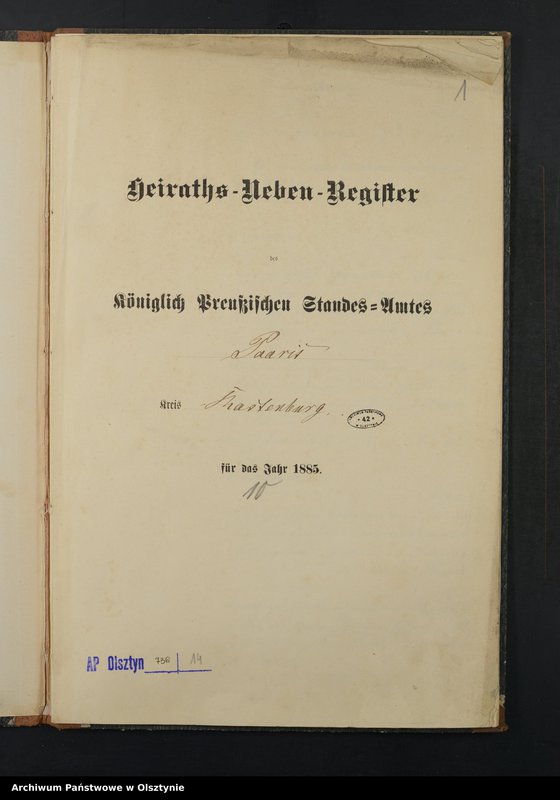 1
Heiraths-Neben-Register
des
Königlich Preußischen Standes-Amtes
Paaris
Kreis Rastenburg.
42
für das Jahr 1885.
10
AP Olsztyn 736 | 14
Archiwum Państwowe w Olsztynie